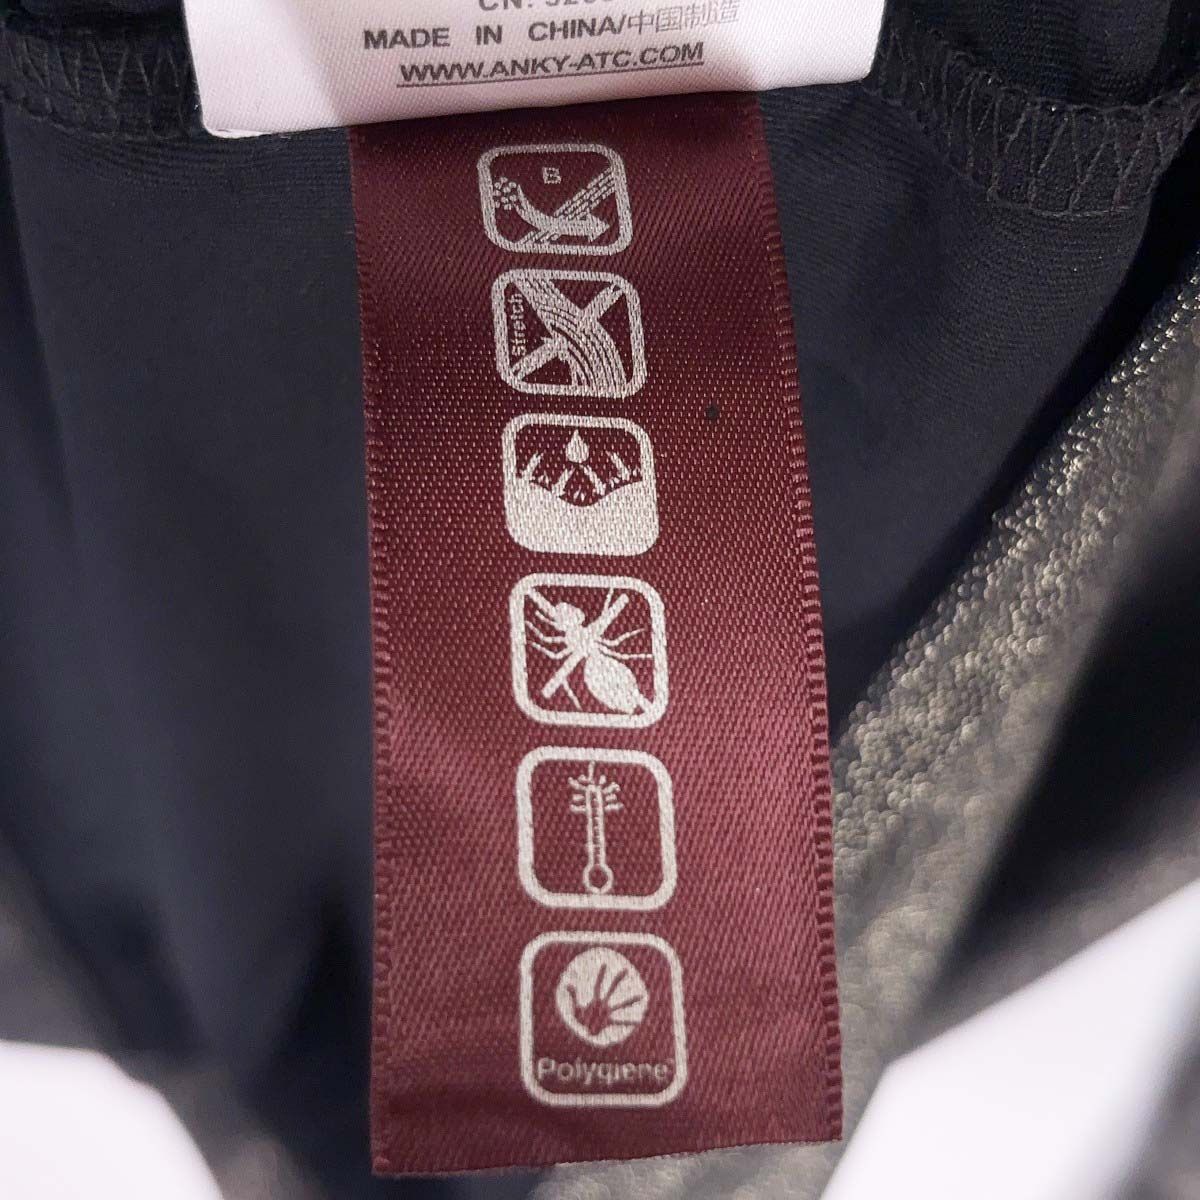 MADE IN CHINA/中国制造
WWW.ANKY-ATC.COM
B
Stretch
Polygiene